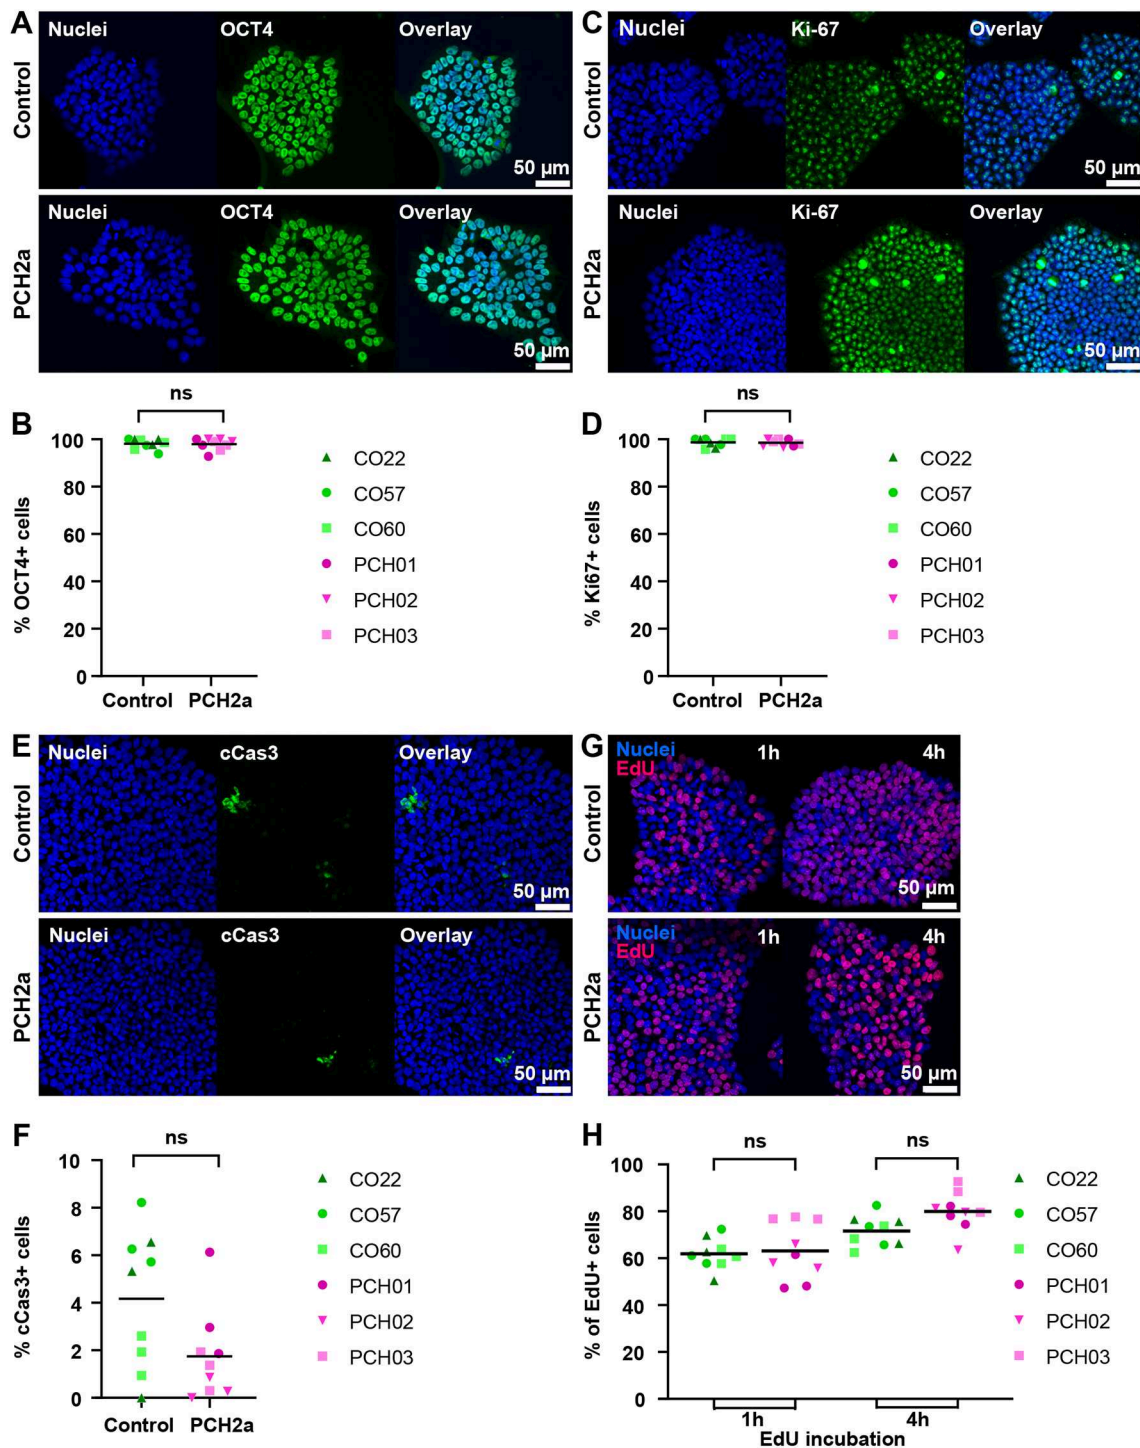 A
Nuclei OCT4 Overlay
Control
50 µm
Nuclei OCT4 Overlay
PCH2a
50 µm
C
Nuclei Ki-67 Overlay
Control
50 µm
Nuclei Ki-67 Overlay
PCH2a
50 µm
B
ns
% OCT4+ cells
100
80
60
40
20
0
Control PCH2a
CO22
CO57
CO60
PCH01
PCH02
PCH03
D
ns
% Ki67+ cells
100
80
60
40
20
0
Control PCH2a
CO22
CO57
CO60
PCH01
PCH02
PCH03
E
Nuclei cCas3 Overlay
Control
50 µm
Nuclei cCas3 Overlay
PCH2a
50 µm
G
Nuclei 1h 4h
EdU
Control
50 µm
Nuclei 1h 4h
EdU
PCH2a
50 µm
F
ns
% cCas3+ cells
10
8
6
4
2
0
Control PCH2a
CO22
CO57
CO60
PCH01
PCH02
PCH03
H
ns ns
% of EdU+ cells
100
80
60
40
20
0
1h 4h
EdU incubation
CO22
CO57
CO60
PCH01
PCH02
PCH03